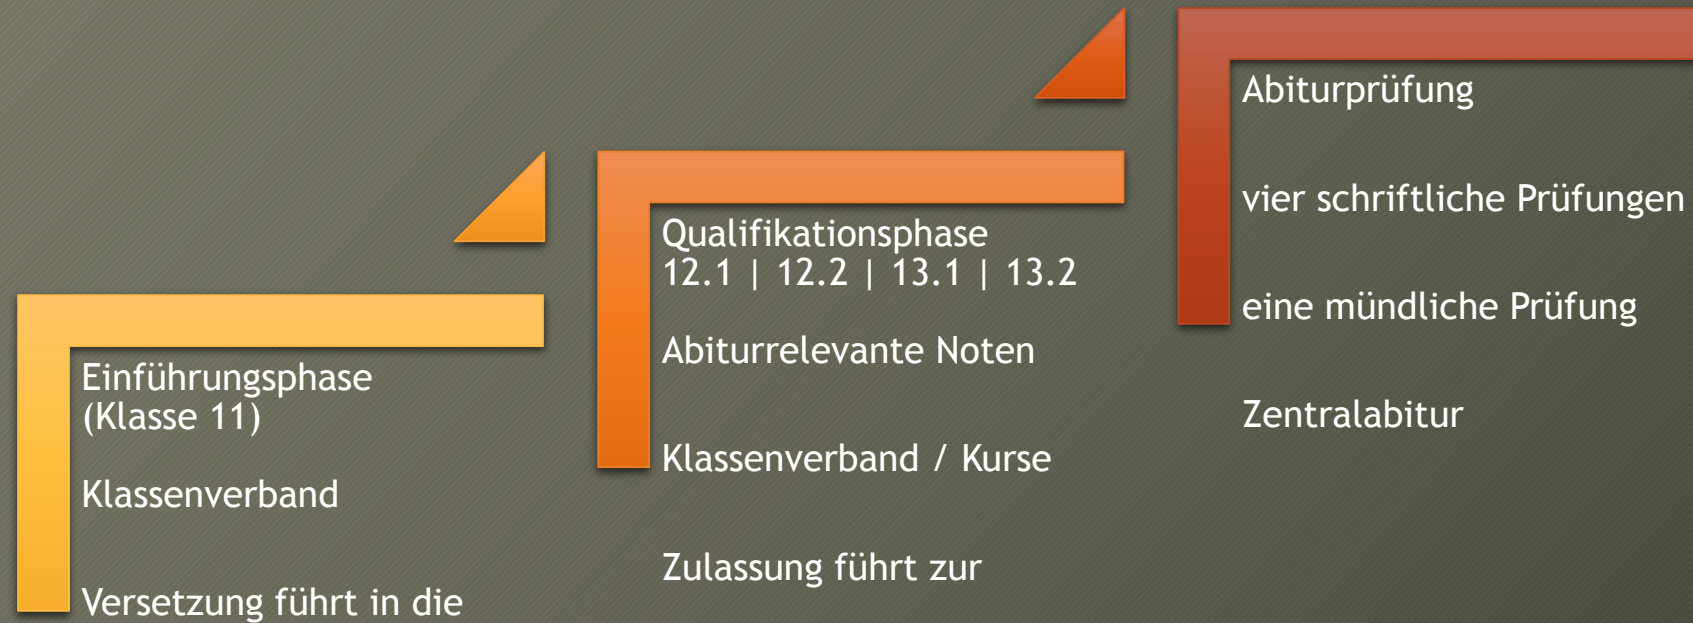 Einführungsphase
(Klasse 11)
Klassenverband
Versetzung führt in die
Qualifikationsphase
12.1 | 12.2 | 13.1 | 13.2
Abiturrelevante Noten
Klassenverband / Kurse
Zulassung führt zur
Abiturprüfung
vier schriftliche Prüfungen
eine mündliche Prüfung
Zentralabitur